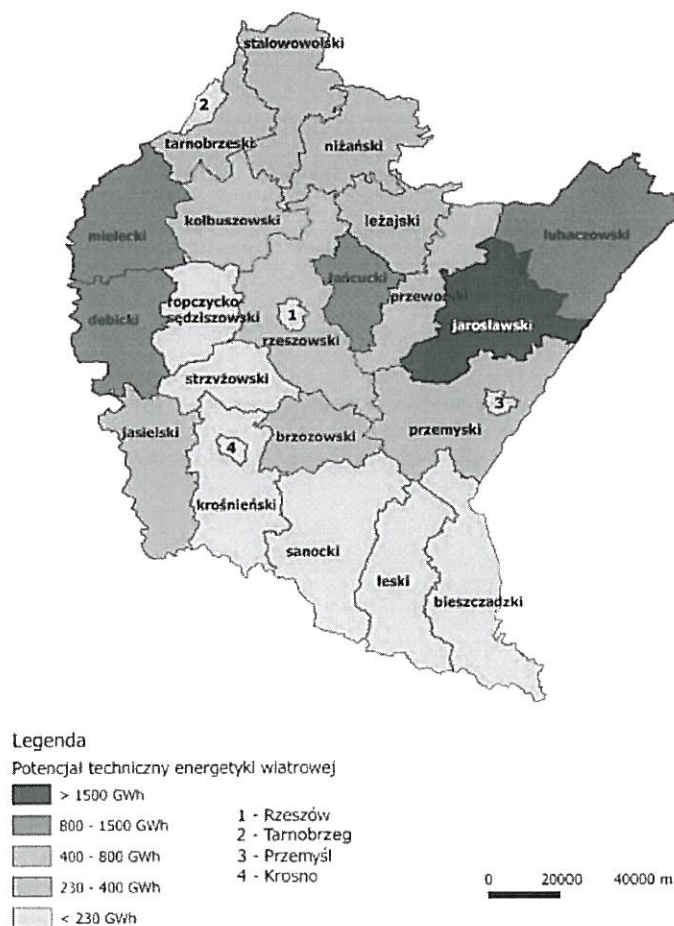 stalowowolski
2
tarnobrzeski
niżański
kolbuszowski
leżajski
mielecki
lubaczowski
łańcucki
ropczycko-
sędziszowski
przeworski
dębicki
1
rzeszowski
jarosławski
strzyżowski
3
jasielski
brzozowski
przemyski
4
krośnieński
sanocki
leski
bieszczadzki
Legenda
Potencjał techniczny energetyki wiatrowej
> 1500 GWh
800 - 1500 GWh
400 - 800 GWh
230 - 400 GWh
< 230 GWh
1 - Rzeszów
2 - Tarnobrzeg
3 - Przemyśl
4 - Krosno
0 20000 40000 m